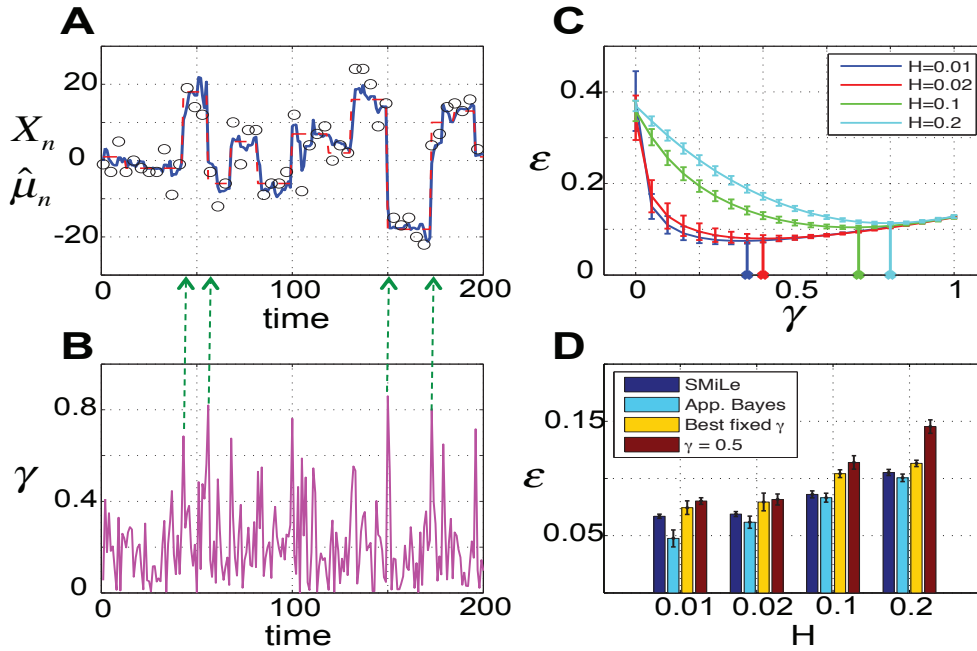 A
20
0
-20
X_n
μ̂_n
0
100
200
time
B
0.8
0.4
0
γ
0
100
200
time
C
0.4
0.2
0
ε
0
0.5
1
γ
H=0.01
H=0.02
H=0.1
H=0.2
D
0.15
0.05
ε
SMiLe
App. Bayes
Best fixed γ
γ = 0.5
0.01
0.02
0.1
0.2
H